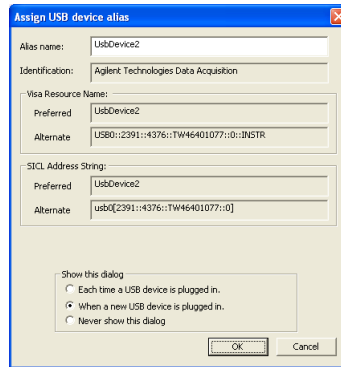 Assign USB device alias
Alias name: UsbDevice2
Identification: Agilent Technologies Data Acquisition
Visa Resource Name:
Preferred UsbDevice2
Alternate USB0::2391::4376::TW46401077::0::INSTR
SICL Address String:
Preferred UsbDevice2
Alternate usb0[2391::4376::TW46401077::0]
Show this dialog
Each time a USB device is plugged in.
When a new USB device is plugged in.
Never show this dialog
OK Cancel